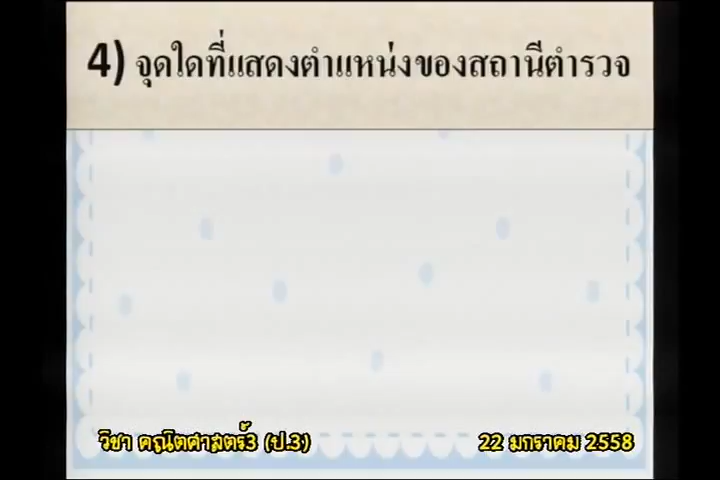 4) จุดใดที่แสดงตำแหน่งของสถานีตำรวจ
วิชา คณิตศาสตร์3 (ป.3)
22 มกราคม 2558